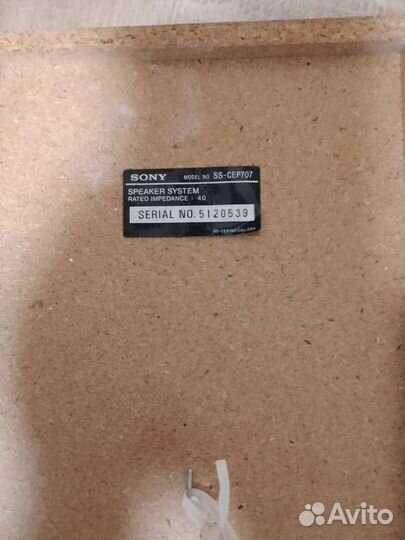 SONY MODEL NO. SS-CEP707
SPEAKER SYSTEM
RATED IMPEDANCE : 4Ω
SERIAL NO. 5120539
Avito